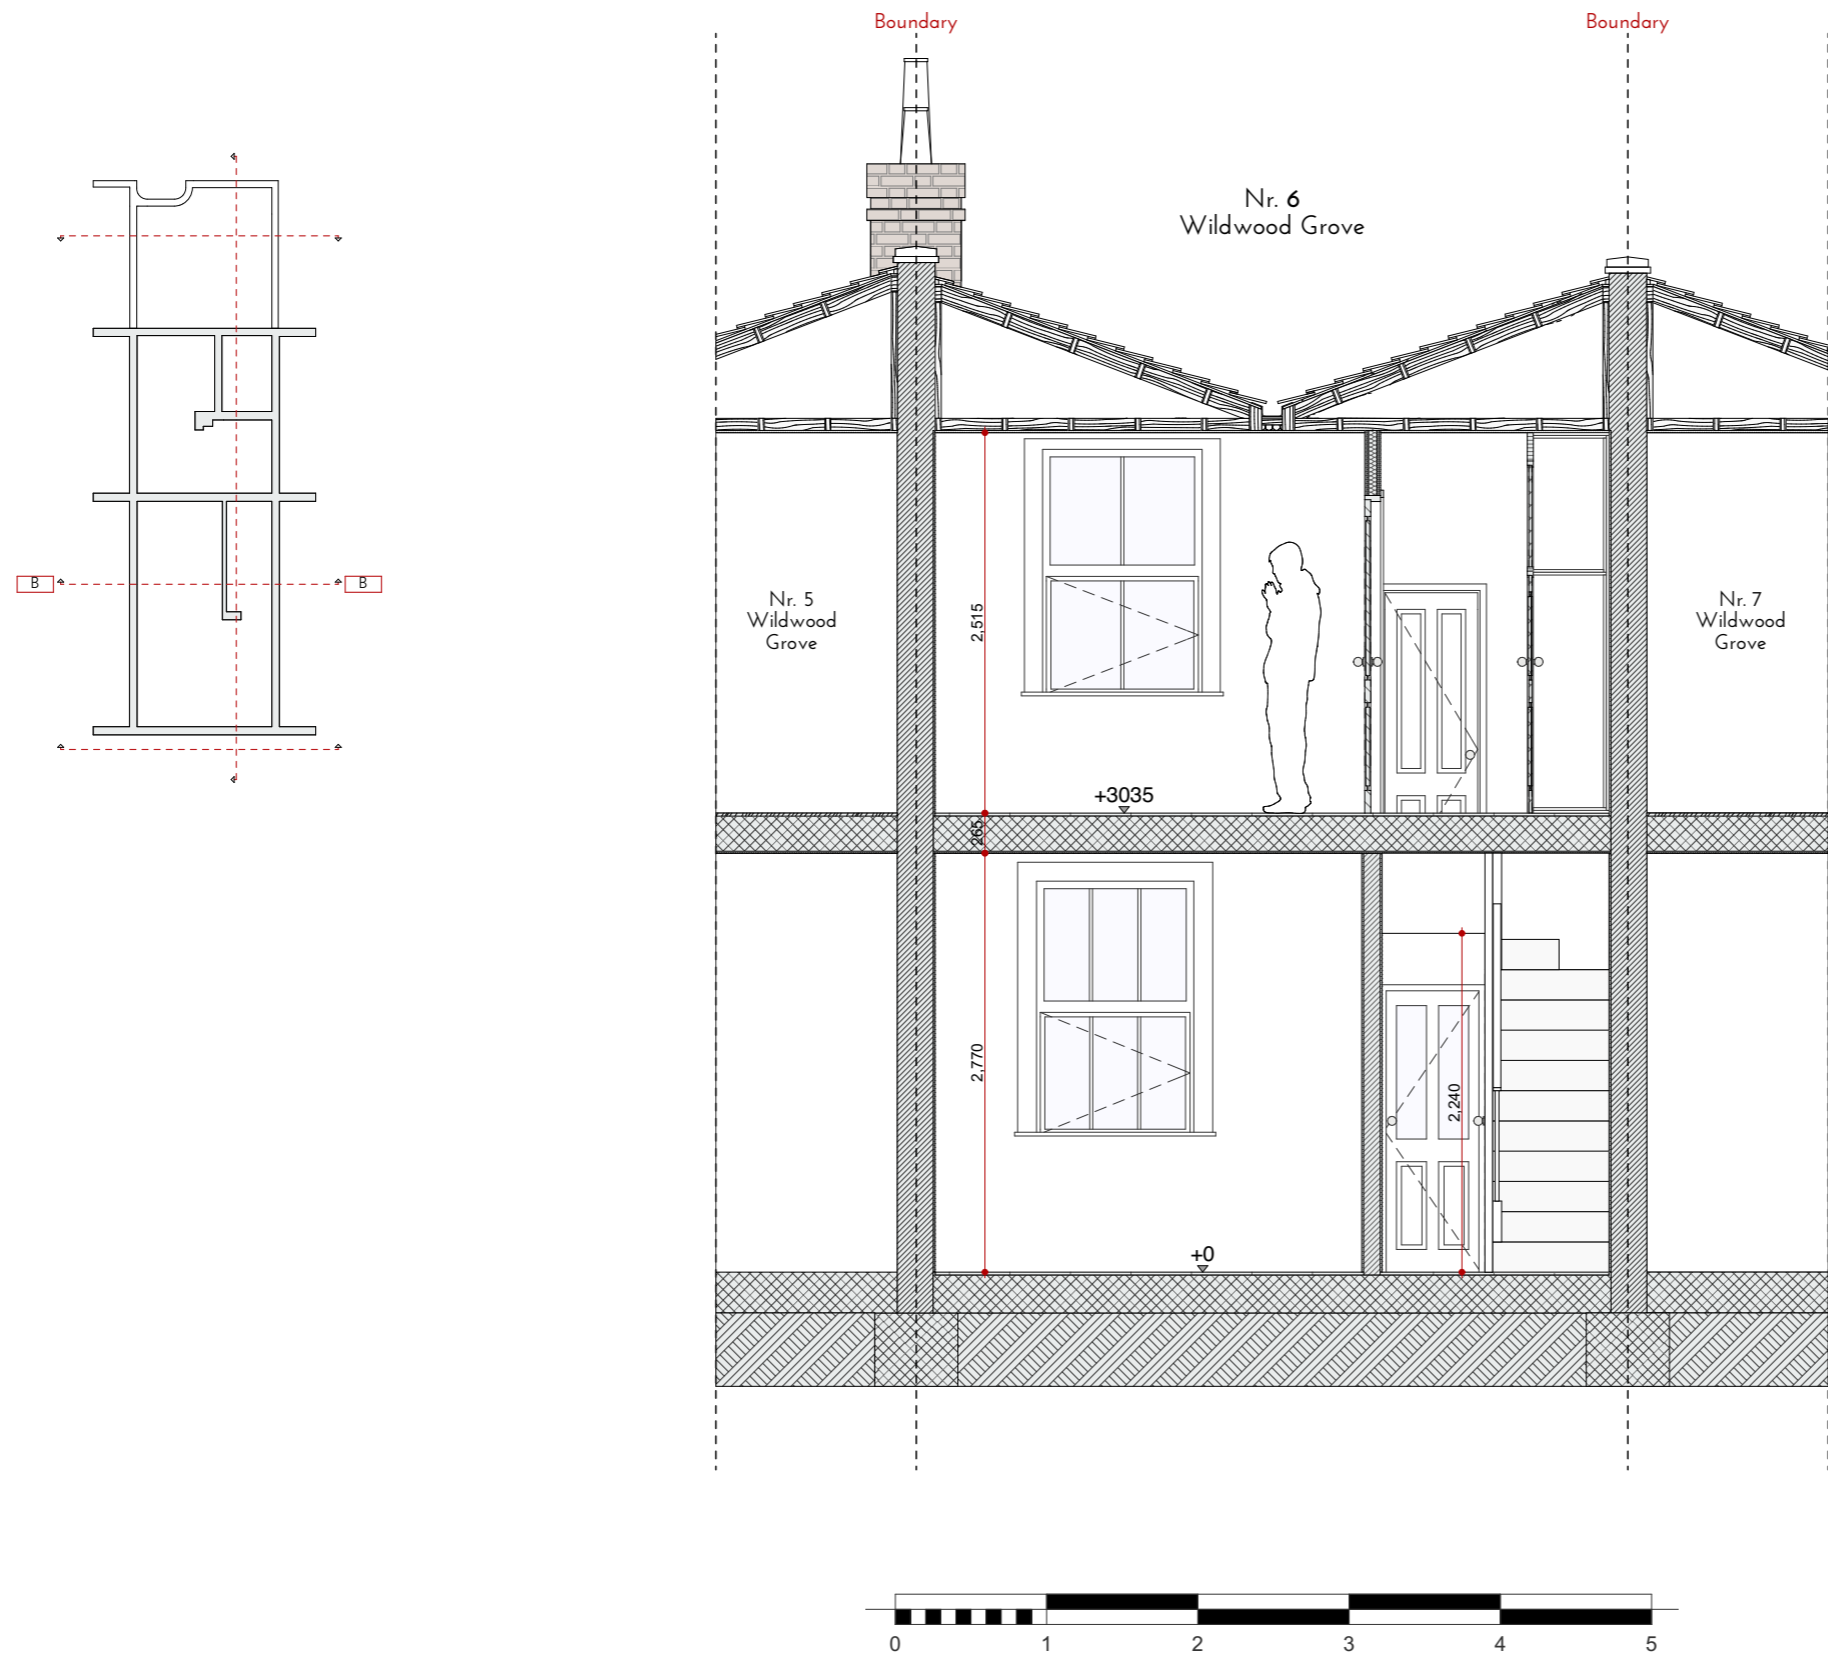 Boundary
Boundary
Nr. 6
Wildwood Grove
B
B
Nr. 5
Wildwood
Grove
Nr. 7
Wildwood
Grove
2,515
+3035
265
2,770
2,240
+0
0 1 2 3 4 5